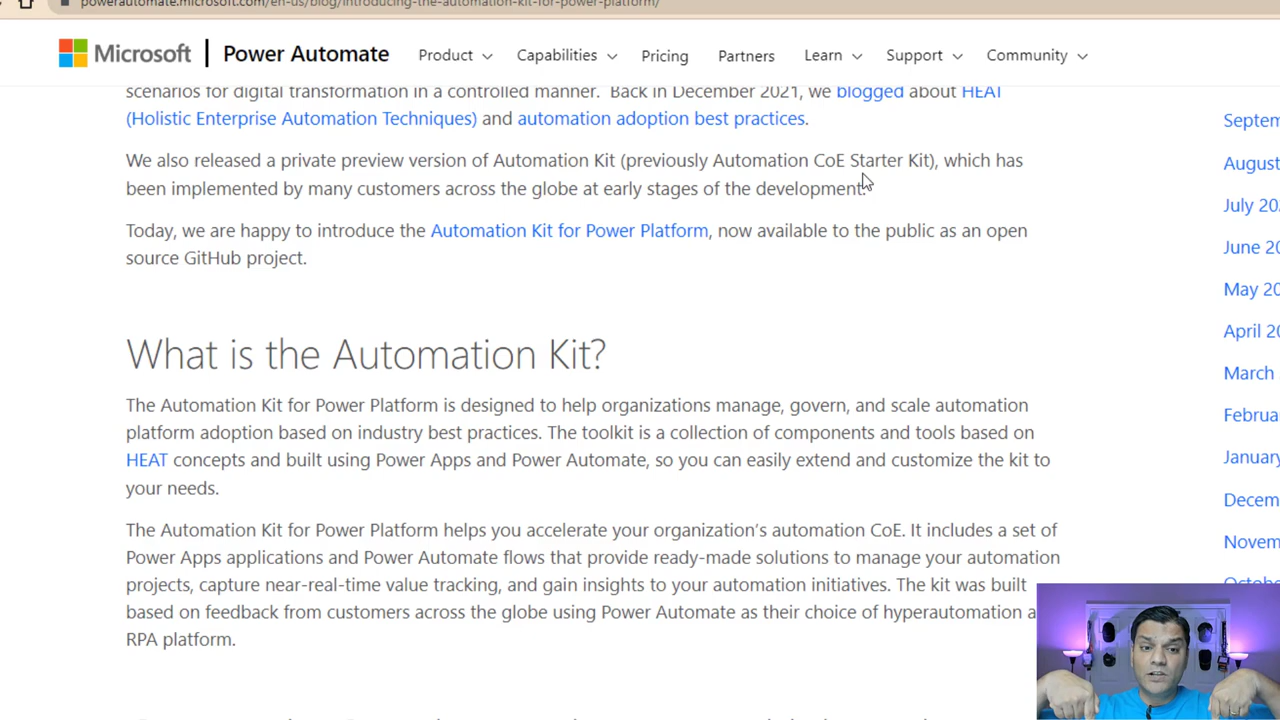 powerautomate.microsoft.com/en-us/blog/introducing-the-automation-kit-for-power-platform/
Microsoft | Power Automate Product Capabilities Pricing Partners Learn Support Community
scenarios for digital transformation in a controlled manner. Back in December 2021, we blogged about HEAT
(Holistic Enterprise Automation Techniques) and automation adoption best practices.
We also released a private preview version of Automation Kit (previously Automation CoE Starter Kit), which has
been implemented by many customers across the globe at early stages of the development.
Today, we are happy to introduce the Automation Kit for Power Platform, now available to the public as an open
source GitHub project.
What is the Automation Kit?
The Automation Kit for Power Platform is designed to help organizations manage, govern, and scale automation
platform adoption based on industry best practices. The toolkit is a collection of components and tools based on
HEAT concepts and built using Power Apps and Power Automate, so you can easily extend and customize the kit to
your needs.
The Automation Kit for Power Platform helps you accelerate your organization's automation CoE. It includes a set of
Power Apps applications and Power Automate flows that provide ready-made solutions to manage your automation
projects, capture near-real-time value tracking, and gain insights to your automation initiatives. The kit was built
based on feedback from customers across the globe using Power Automate as their choice of hyperautomation a
RPA platform.
Septem
August
July 20
June 20
May 20
April 20
March
Februa
January
Decem
Novem